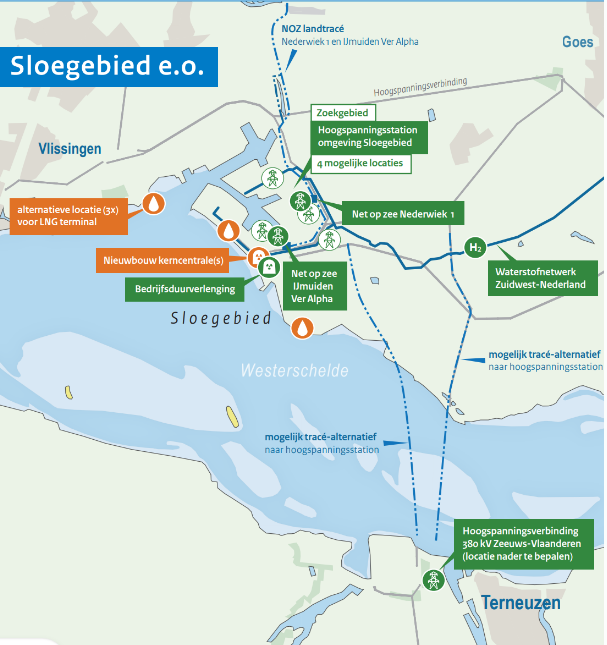 NOZ landtracé
Nederwiek 1 en IJmuiden Ver Alpha
Goes
Sloegebied e.o.
Hoogspanningsverbinding
Zoekgebied
Hoogspanningsstation
omgeving Sloegebied
4 mogelijke locaties
Vlissingen
alternatieve locatie (3x)
voor LNG terminal
Net op zee Nederwiek 1
Nieuwbouw kerncentrale(s)
Bedrijfsduurverlenging
Net op zee
IJmuiden
Ver Alpha
H₂
Waterstofnetwerk
Zuidwest-Nederland
Sloegebied
Westerschelde
mogelijk tracé-alternatief
naar hoogspanningsstation
mogelijk tracé-alternatief
naar hoogspanningsstation
Hoogspanningsverbinding
380 kV Zeeuws-Vlaanderen
(locatie nader te bepalen)
Terneuzen